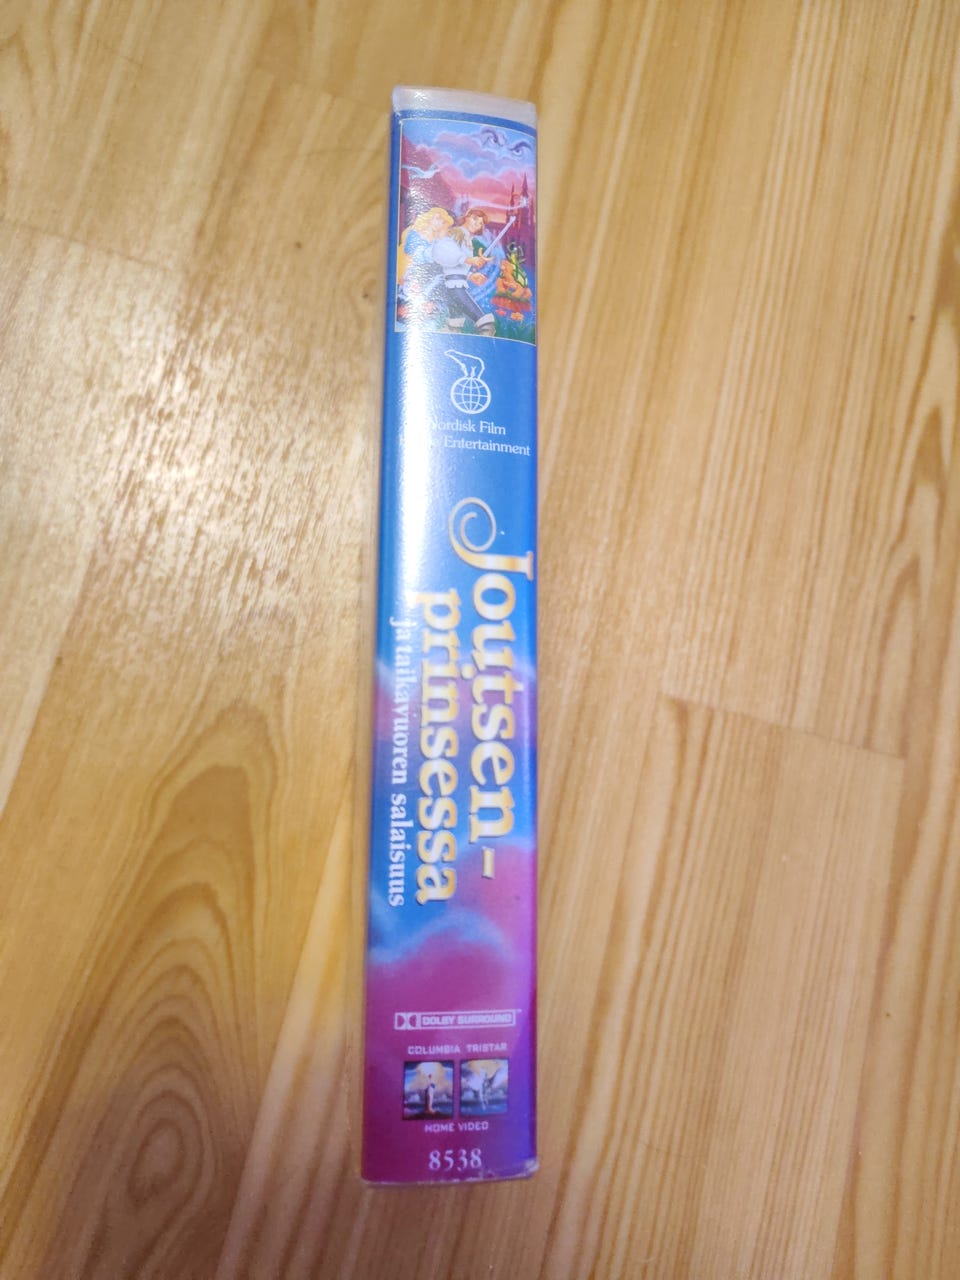 Nordisk Film
Entertainment
Joutsen-
prinsessa
ja taikavuoren salaisuus
DOLBY SURROUND
COLUMBIA TRISTAR
HOME VIDEO
8538